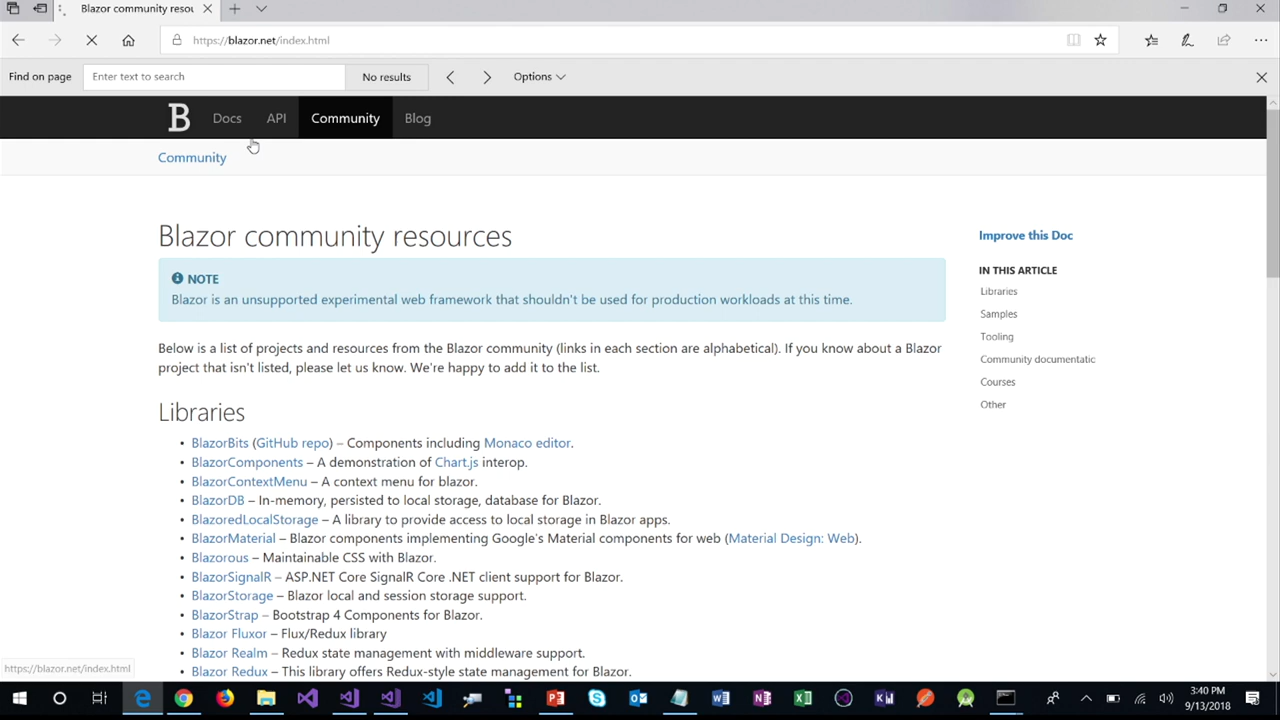 Blazor community resou
https://blazor.net/index.html
Find on page
Enter text to search
No results
Options
B
Docs
API
Community
Blog
Community
Blazor community resources
NOTE
Blazor is an unsupported experimental web framework that shouldn't be used for production workloads at this time.
Below is a list of projects and resources from the Blazor community (links in each section are alphabetical). If you know about a Blazor
project that isn't listed, please let us know. We're happy to add it to the list.
Libraries
• BlazorBits (GitHub repo) – Components including Monaco editor.
• BlazorComponents – A demonstration of Chart.js interop.
• BlazorContextMenu – A context menu for blazor.
• BlazorDB – In-memory, persisted to local storage, database for Blazor.
• BlazoredLocalStorage – A library to provide access to local storage in Blazor apps.
• BlazorMaterial – Blazor components implementing Google's Material components for web (Material Design: Web).
• Blazorous – Maintainable CSS with Blazor.
• BlazorSignalR – ASP.NET Core SignalR Core .NET client support for Blazor.
• BlazorStorage – Blazor local and session storage support.
• BlazorStrap – Bootstrap 4 Components for Blazor.
• Blazor Fluxor – Flux/Redux library
• Blazor Realm – Redux state management with middleware support.
• Blazor Redux – This library offers Redux-style state management for Blazor.
Improve this Doc
IN THIS ARTICLE
Libraries
Samples
Tooling
Community documentatic
Courses
Other
https://blazor.net/index.html
3:40 PM
9/13/2018